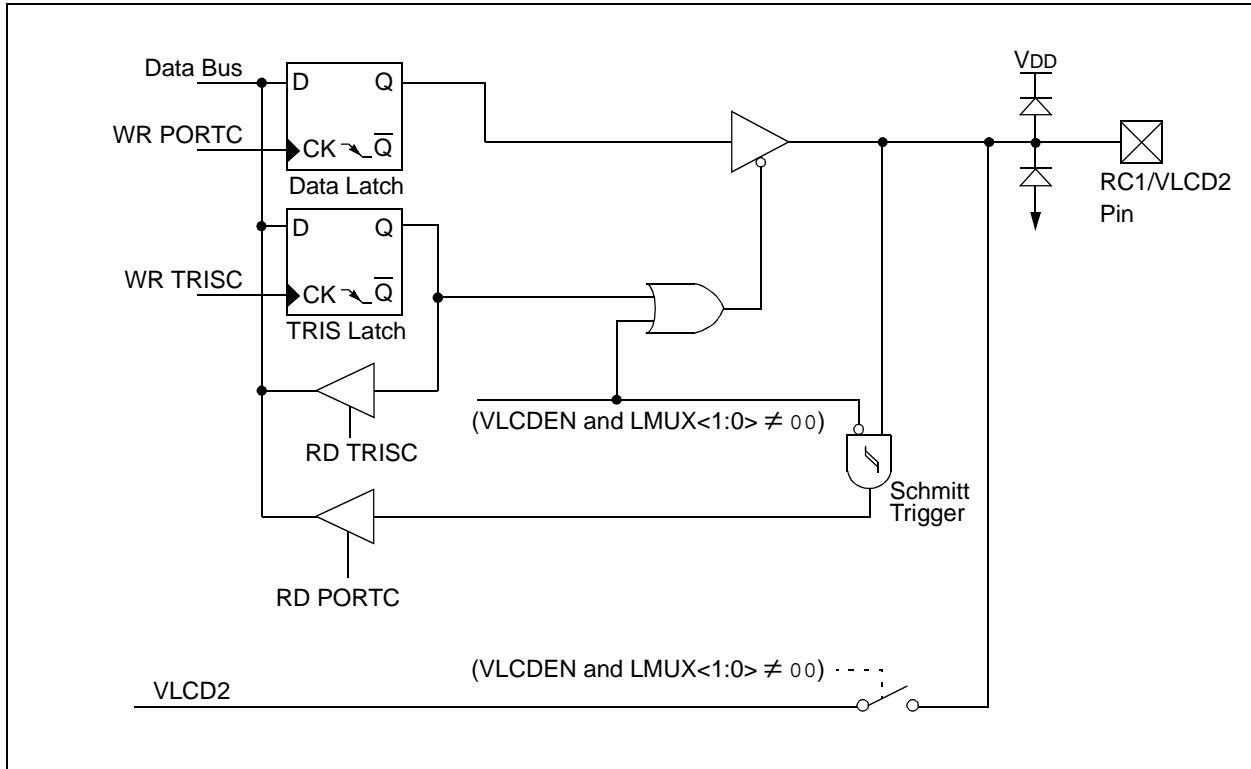 Data Bus
D Q
WR PORTC
CK Q
Data Latch
D Q
WR TRISC
CK Q
TRIS Latch
RD TRISC
(VLCDEN and LMUX<1:0> ≠ 00)
Schmitt
Trigger
RD PORTC
(VLCDEN and LMUX<1:0> ≠ 00)
VLCD2
VDD
RC1/VLCD2
Pin